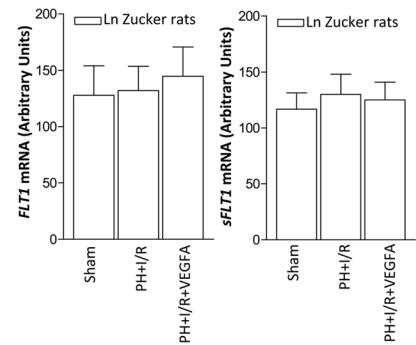 FLT1 mRNA (Arbitrary Units)
200
150
100
50
0
Ln Zucker rats
Sham
PH+I/R
PH+I/R+VEGFA
sFLT1 mRNA (Arbitrary Units)
200
150
100
50
0
Ln Zucker rats
Sham
PH+I/R
PH+I/R+VEGFA